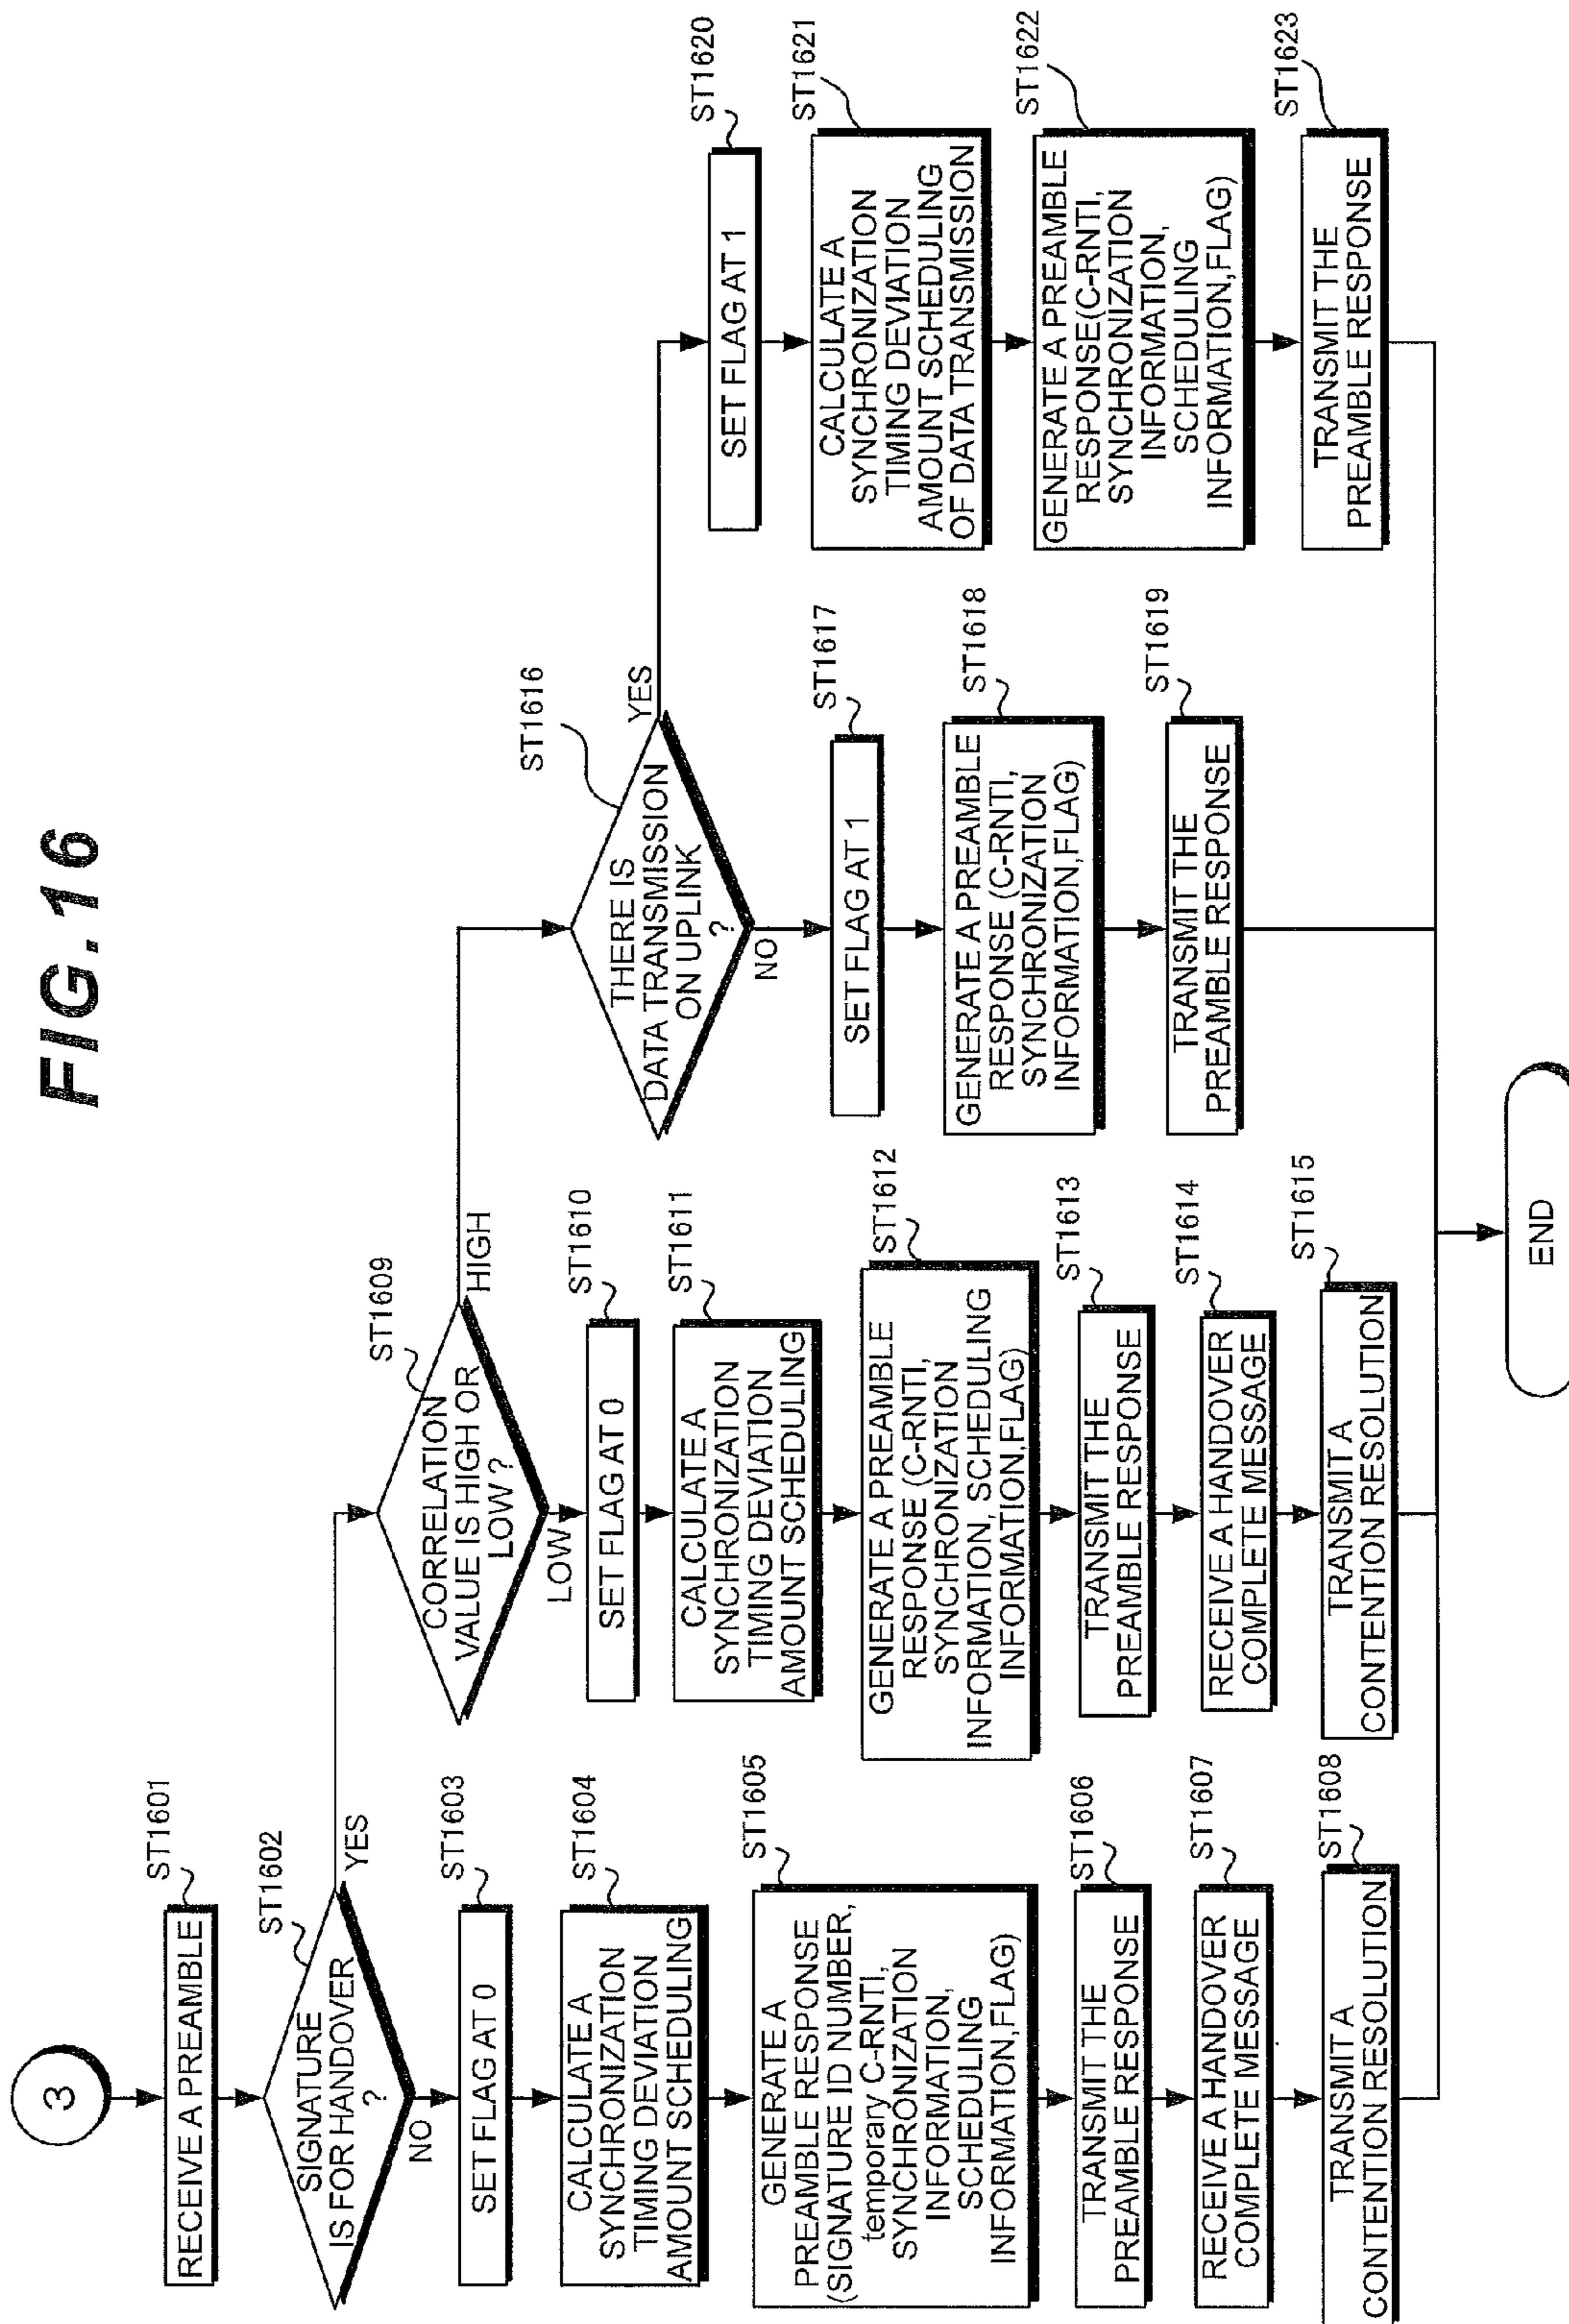 FIG.16
3
RECEIVE A PREAMBLE
ST1601
SIGNATURE
IS FOR HANDOVER
?
ST1602
YES
NO
SET FLAG AT 0
ST1603
CALCULATE A
SYNCHRONIZATION
TIMING DEVIATION
AMOUNT SCHEDULING
ST1604
GENERATE A
PREAMBLE RESPONSE
(SIGNATURE ID NUMBER,
temporary C-RNTI,
SYNCHRONIZATION
INFORMATION,
SCHEDULING
INFORMATION,FLAG)
ST1605
TRANSMIT THE
PREAMBLE RESPONSE
ST1606
RECEIVE A HANDOVER
COMPLETE MESSAGE
ST1607
TRANSMIT A
CONTENTION RESOLUTION
ST1608
CORRELATION
VALUE IS HIGH OR
LOW ?
ST1609
HIGH
LOW
SET FLAG AT 0
ST1610
CALCULATE A
SYNCHRONIZATION
TIMING DEVIATION
AMOUNT SCHEDULING
ST1611
GENERATE A PREAMBLE
RESPONSE (C-RNTI,
SYNCHRONIZATION
INFORMATION, SCHEDULING
INFORMATION,FLAG)
ST1612
TRANSMIT THE
PREAMBLE RESPONSE
ST1613
RECEIVE A HANDOVER
COMPLETE MESSAGE
ST1614
TRANSMIT A
CONTENTION RESOLUTION
ST1615
THERE IS
DATA TRANSMISSION
ON UPLINK
?
ST1616
YES
NO
SET FLAG AT 1
ST1617
GENERATE A PREAMBLE
RESPONSE (C-RNTI,
SYNCHRONIZATION
INFORMATION,FLAG)
ST1618
TRANSMIT THE
PREAMBLE RESPONSE
ST1619
SET FLAG AT 1
ST1620
CALCULATE A
SYNCHRONIZATION
TIMING DEVIATION
AMOUNT SCHEDULING
OF DATA TRANSMISSION
ST1621
GENERATE A PREAMBLE
RESPONSE(C-RNTI,
SYNCHRONIZATION
INFORMATION,
SCHEDULING
INFORMATION,FLAG)
ST1622
TRANSMIT THE
PREAMBLE RESPONSE
ST1623
END